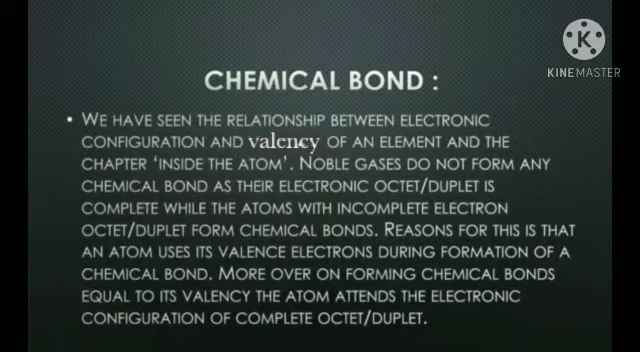 KINEMASTER
CHEMICAL BOND :
• WE HAVE SEEN THE RELATIONSHIP BETWEEN ELECTRONIC
CONFIGURATION AND valency OF AN ELEMENT AND THE
CHAPTER ‘INSIDE THE ATOM’. NOBLE GASES DO NOT FORM ANY
CHEMICAL BOND AS THEIR ELECTRONIC OCTET/DUPLET IS
COMPLETE WHILE THE ATOMS WITH INCOMPLETE ELECTRON
OCTET/DUPLET FORM CHEMICAL BONDS. REASONS FOR THIS IS THAT
AN ATOM USES ITS VALENCE ELECTRONS DURING FORMATION OF A
CHEMICAL BOND. MORE OVER ON FORMING CHEMICAL BONDS
EQUAL TO ITS VALENCY THE ATOM ATTENDS THE ELECTRONIC
CONFIGURATION OF COMPLETE OCTET/DUPLET.